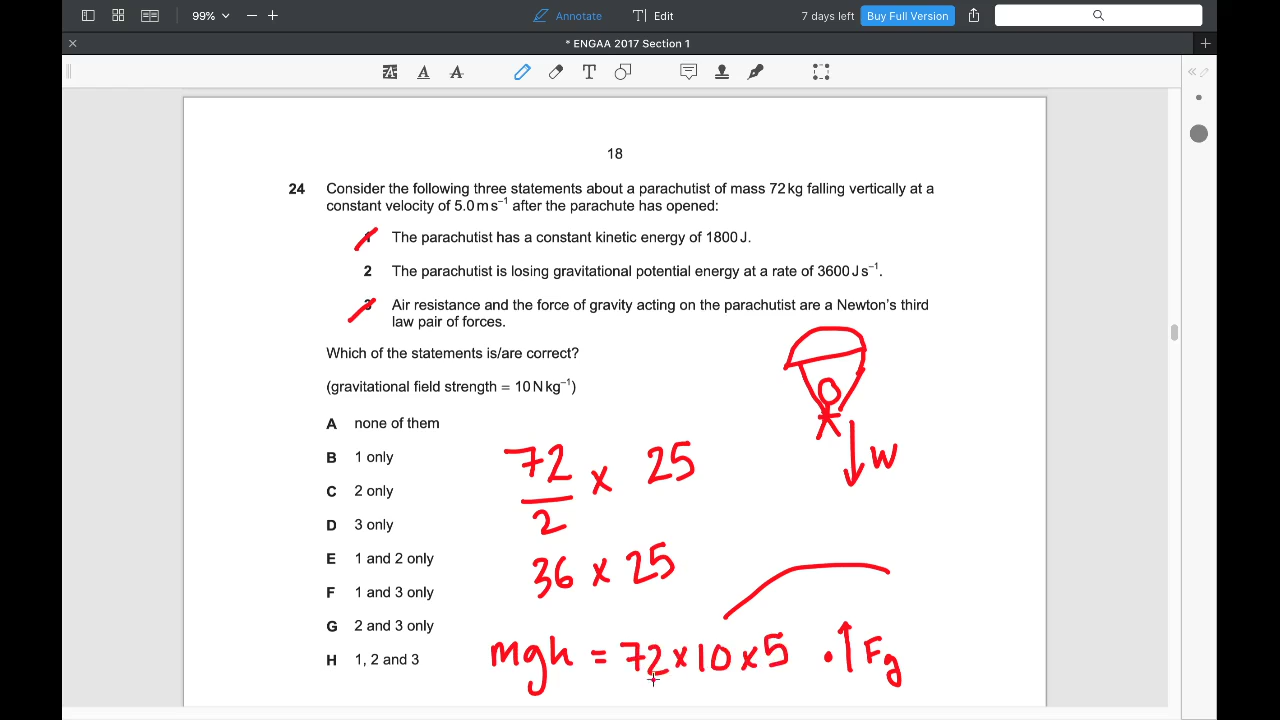 99%
Annotate
Edit
7 days left
Buy Full Version
* ENGAA 2017 Section 1
18
24 Consider the following three statements about a parachutist of mass 72 kg falling vertically at a
constant velocity of 5.0 m s⁻¹ after the parachute has opened:
1 The parachutist has a constant kinetic energy of 1800 J.
2 The parachutist is losing gravitational potential energy at a rate of 3600 J s⁻¹.
3 Air resistance and the force of gravity acting on the parachutist are a Newton's third
law pair of forces.
Which of the statements is/are correct?
(gravitational field strength = 10 N kg⁻¹)
A none of them
B 1 only
C 2 only
D 3 only
E 1 and 2 only
F 1 and 3 only
G 2 and 3 only
H 1, 2 and 3
72
2
× 25
36 × 25
W
mgh = 72 × 10 × 5
Fg